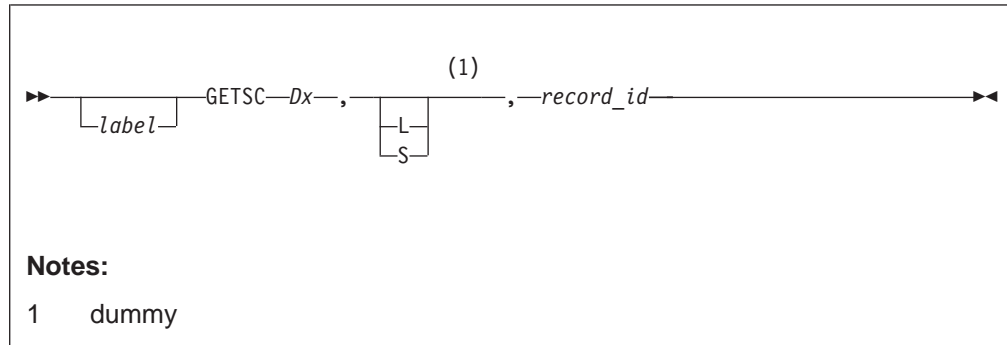 (1)
GETSC Dx , , record_id
label L
S
Notes:
1 dummy